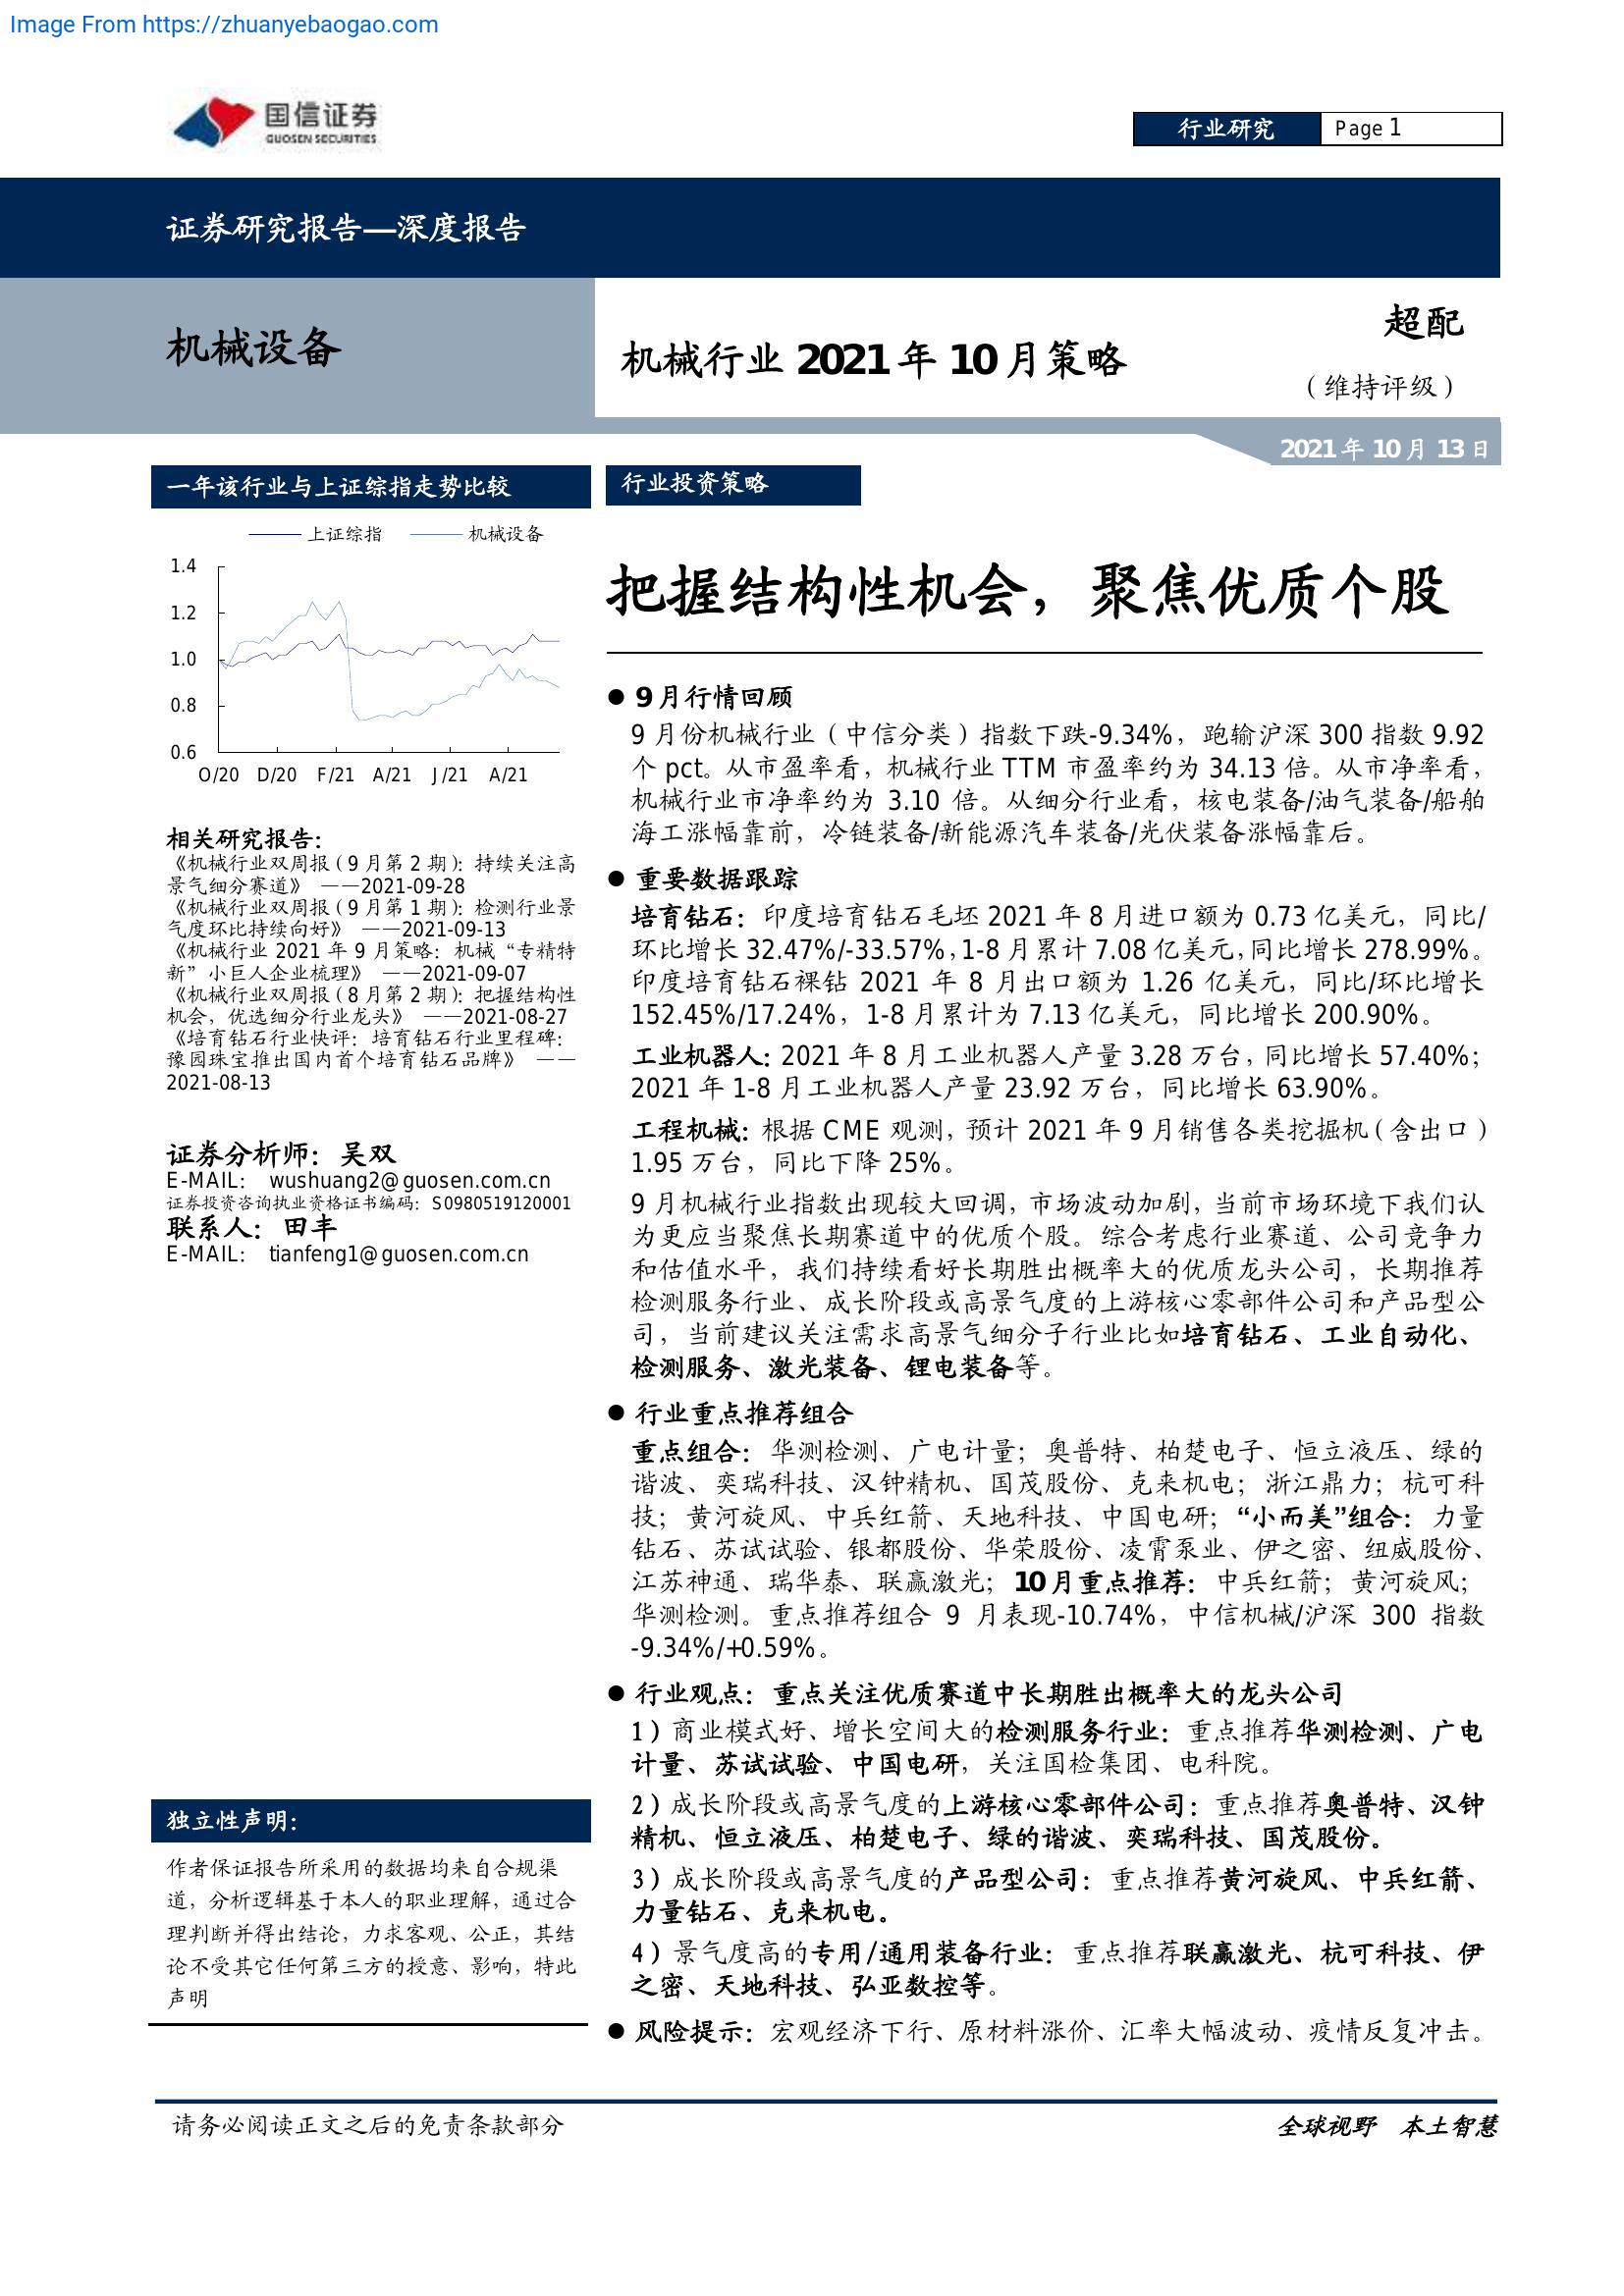 Image From https://zhuanyebaogao.com
国信证券
GUOSEN SECURITIES
行业研究
Page 1
证券研究报告—深度报告
机械设备
机械行业 2021 年 10 月策略
超配
（维持评级）
2021 年 10 月 13 日
一年该行业与上证综指走势比较
上证综指 机械设备
1.4
1.2
1.0
0.8
0.6
O/20 D/20 F/21 A/21 J/21 A/21
相关研究报告：
《机械行业双周报（9 月第 2 期）：持续关注高
景气细分赛道》 ——2021-09-28
《机械行业双周报（9 月第 1 期）：检测行业景
气度环比持续向好》 ——2021-09-13
《机械行业 2021 年 9 月策略：机械“专精特
新”小巨人企业梳理》 ——2021-09-07
《机械行业双周报（8 月第 2 期）：把握结构性
机会，优选细分行业龙头》 ——2021-08-27
《培育钻石行业快评：培育钻石行业里程碑：
豫园珠宝推出国内首个培育钻石品牌》 ——
2021-08-13
证券分析师：吴双
E-MAIL： wushuang2@guosen.com.cn
证券投资咨询执业资格证书编码：S0980519120001
联系人：田丰
E-MAIL： tianfeng1@guosen.com.cn
独立性声明：
作者保证报告所采用的数据均来自合规渠
道，分析逻辑基于本人的职业理解，通过合
理判断并得出结论，力求客观、公正，其结
论不受其它任何第三方的授意、影响，特此
声明
行业投资策略
把握结构性机会，聚焦优质个股
● 9 月行情回顾
9 月份机械行业（中信分类）指数下跌-9.34%，跑输沪深 300 指数 9.92
个 pct。从市盈率看，机械行业 TTM 市盈率约为 34.13 倍。从市净率看，
机械行业市净率约为 3.10 倍。从细分行业看，核电装备/油气装备/船舶
海工涨幅靠前，冷链装备/新能源汽车装备/光伏装备涨幅靠后。
● 重要数据跟踪
培育钻石：印度培育钻石毛坯 2021 年 8 月进口额为 0.73 亿美元，同比/
环比增长 32.47%/-33.57%，1-8 月累计 7.08 亿美元，同比增长 278.99%。
印度培育钻石裸钻 2021 年 8 月出口额为 1.26 亿美元，同比/环比增长
152.45%/17.24%，1-8 月累计为 7.13 亿美元，同比增长 200.90%。
工业机器人：2021 年 8 月工业机器人产量 3.28 万台，同比增长 57.40%；
2021 年 1-8 月工业机器人产量 23.92 万台，同比增长 63.90%。
工程机械：根据 CME 观测，预计 2021 年 9 月销售各类挖掘机（含出口）
1.95 万台，同比下降 25%。
9 月机械行业指数出现较大回调，市场波动加剧，当前市场环境下我们认
为更应当聚焦长期赛道中的优质个股。综合考虑行业赛道、公司竞争力
和估值水平，我们持续看好长期胜出概率大的优质龙头公司，长期推荐
检测服务行业、成长阶段或高景气度的上游核心零部件公司和产品型公
司，当前建议关注需求高景气细分子行业比如培育钻石、工业自动化、
检测服务、激光装备、锂电装备等。
● 行业重点推荐组合
重点组合：华测检测、广电计量；奥普特、柏楚电子、恒立液压、绿的
谐波、奕瑞科技、汉钟精机、国茂股份、克来机电；浙江鼎力；杭可科
技；黄河旋风、中兵红箭、天地科技、中国电研；“小而美”组合：力量
钻石、苏试试验、银都股份、华荣股份、凌霄泵业、伊之密、纽威股份、
江苏神通、瑞华泰、联赢激光；10 月重点推荐：中兵红箭；黄河旋风；
华测检测。重点推荐组合 9 月表现-10.74%，中信机械/沪深 300 指数
-9.34%/+0.59%。
● 行业观点：重点关注优质赛道中长期胜出概率大的龙头公司
1）商业模式好、增长空间大的检测服务行业：重点推荐华测检测、广电
计量、苏试试验、中国电研，关注国检集团、电科院。
2）成长阶段或高景气度的上游核心零部件公司：重点推荐奥普特、汉钟
精机、恒立液压、柏楚电子、绿的谐波、奕瑞科技、国茂股份。
3）成长阶段或高景气度的产品型公司：重点推荐黄河旋风、中兵红箭、
力量钻石、克来机电。
4）景气度高的专用/通用装备行业：重点推荐联赢激光、杭可科技、伊
之密、天地科技、弘亚数控等。
● 风险提示：宏观经济下行、原材料涨价、汇率大幅波动、疫情反复冲击。
请务必阅读正文之后的免责条款部分
全球视野 本土智慧